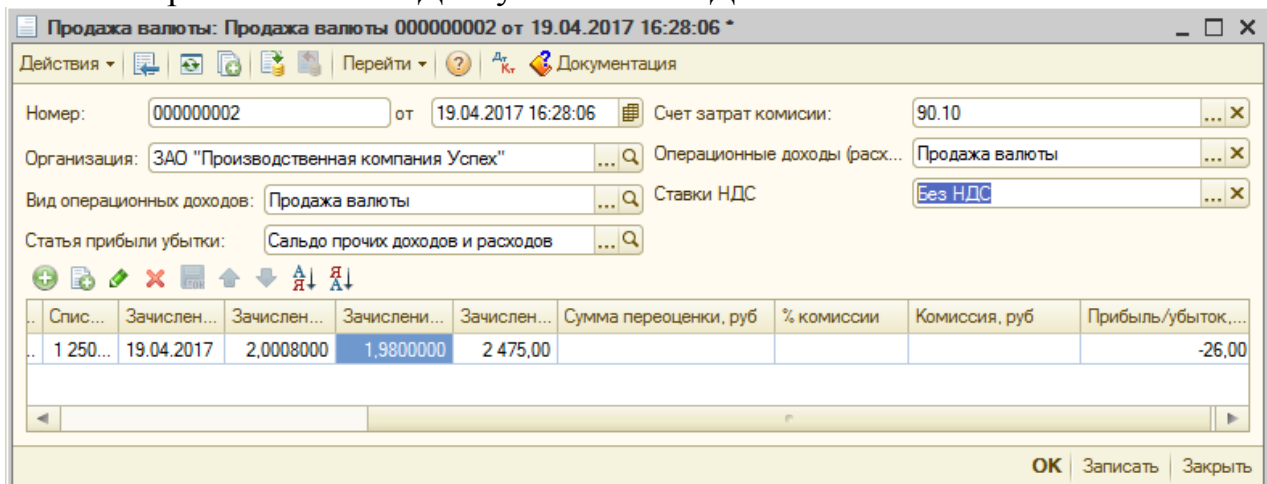 Продажа валюты: Продажа валюты 000000002 от 19.04.2017 16:28:06 *
Действия Перейти Дт Кт Документация
Номер: 000000002 от 19.04.2017 16:28:06 Счет затрат комисии: 90.10 ...
Организация: ЗАО "Производственная компания Успех" ... Операционные доходы (расх... Продажа валюты ...
Вид операционных доходов: Продажа валюты ... Ставки НДС Без НДС ...
Статья прибыли убытки: Сальдо прочих доходов и расходов ...
А Я Я А
.. Спис... Зачислен... Зачислен... Зачислени... Зачислен... Сумма переоценки, руб % комиссии Комиссия, руб Прибыль/убыток,...
.. 1 250... 19.04.2017 2,0008000 1,9800000 2 475,00 -26,00
OK Записать Закрыть